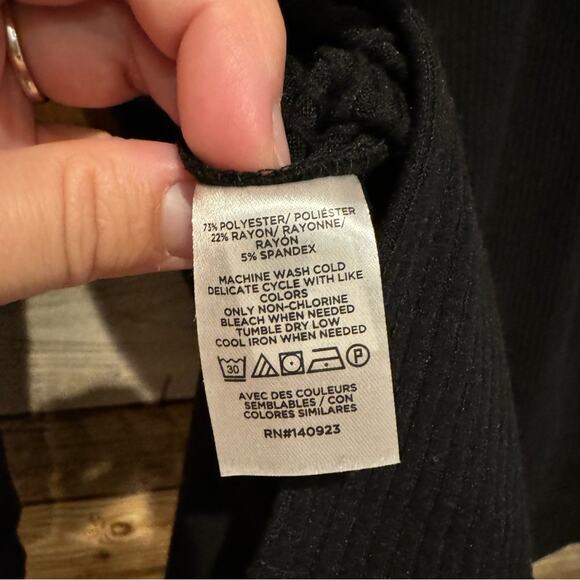 73% POLYESTER/ POLIÉSTER
22% RAYON/ RAYONNE/
RAYÓN
5% SPANDEX
MACHINE WASH COLD
DELICATE CYCLE WITH LIKE
COLORS
ONLY NON-CHLORINE
BLEACH WHEN NEEDED
TUMBLE DRY LOW
COOL IRON WHEN NEEDED
30 P
AVEC DES COULEURS
SEMBLABLES / CON
COLORES SIMILARES
RN#140923